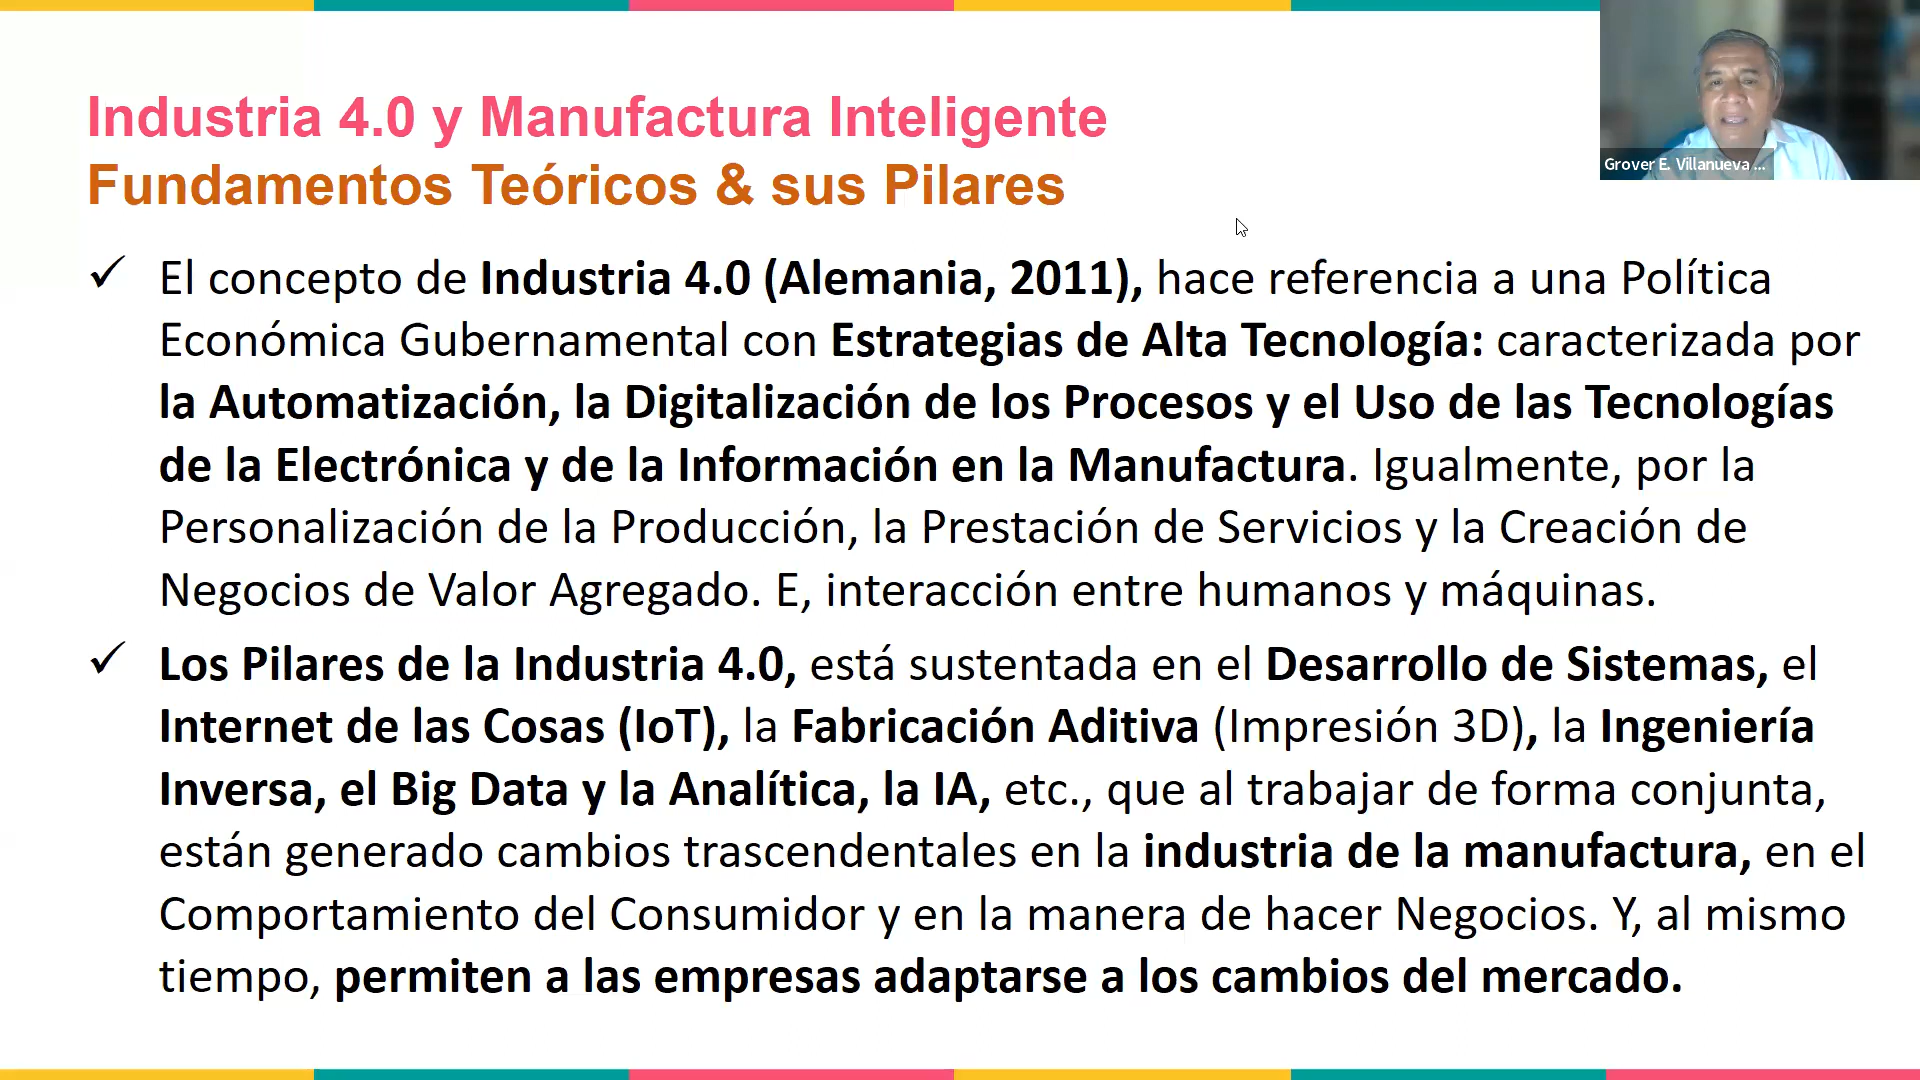 Industria 4.0 y Manufactura Inteligente
Fundamentos Teóricos & sus Pilares
Grover E. Villanueva ...
✓ El concepto de Industria 4.0 (Alemania, 2011), hace referencia a una Política
Económica Gubernamental con Estrategias de Alta Tecnología: caracterizada por
la Automatización, la Digitalización de los Procesos y el Uso de las Tecnologías
de la Electrónica y de la Información en la Manufactura. Igualmente, por la
Personalización de la Producción, la Prestación de Servicios y la Creación de
Negocios de Valor Agregado. E, interacción entre humanos y máquinas.
✓ Los Pilares de la Industria 4.0, está sustentada en el Desarrollo de Sistemas, el
Internet de las Cosas (IoT), la Fabricación Aditiva (Impresión 3D), la Ingeniería
Inversa, el Big Data y la Analítica, la IA, etc., que al trabajar de forma conjunta,
están generado cambios trascendentales en la industria de la manufactura, en el
Comportamiento del Consumidor y en la manera de hacer Negocios. Y, al mismo
tiempo, permiten a las empresas adaptarse a los cambios del mercado.